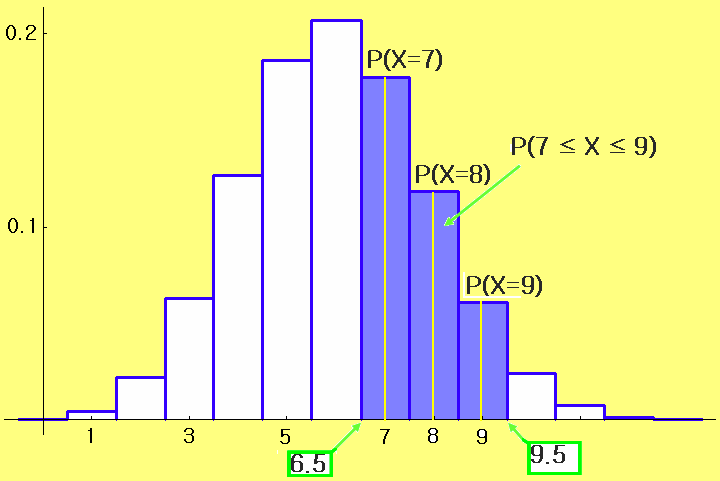 0.2
P(X=7)
P(7 ≤ X ≤ 9)
P(X=8)
0.1
P(X=9)
1 3 5 7 8 9
6.5
9.5